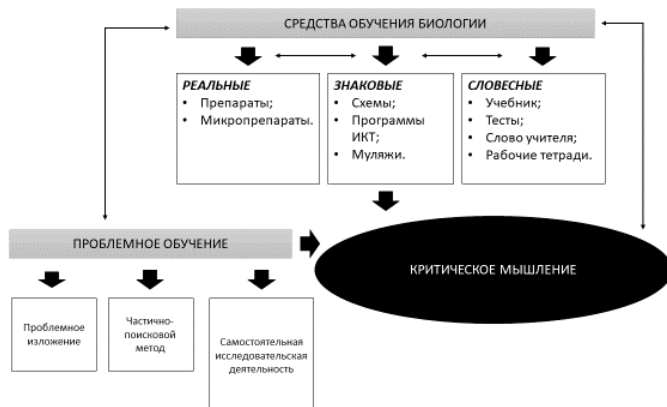 СРЕДСТВА ОБУЧЕНИЯ БИОЛОГИИ
РЕАЛЬНЫЕ
• Препараты;
• Микропрепараты.
ЗНАКОВЫЕ
• Схемы;
• Программы
ИКТ;
• Муляжи.
СЛОВЕСНЫЕ
• Учебник;
• Тесты;
• Слово учителя;
• Рабочие тетради.
ПРОБЛЕМНОЕ ОБУЧЕНИЕ
КРИТИЧЕСКОЕ МЫШЛЕНИЕ
Проблемное
изложение
Частично-
поисковой
метод
Самостоятельная
исследовательская
деятельность